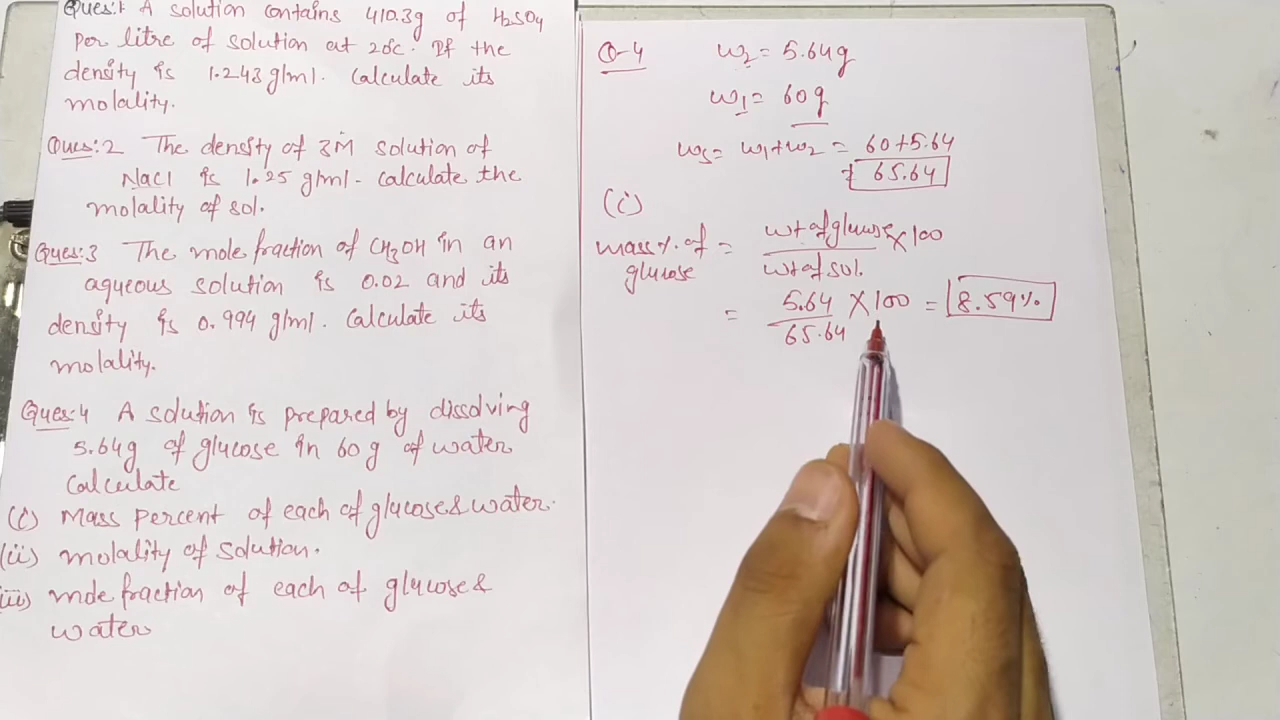 Ques:1 A solution contains 410.3g of H2SO4
per litre of solution at 20c. If the
density is 1.243 g/ml. Calculate its
molality.
Ques:2 The density of 3M solution of
NaCl is 1.25 g/ml. Calculate the
molality of sol.
Ques:3 The mole fraction of CH3OH in an
aqueous solution is 0.02 and its
density is 0.994 g/ml. Calculate its
molality.
Ques:4 A solution is prepared by dissolving
5.64g of glucose in 60 g of water
Calculate
(i) Mass percent of each of glucose & water.
(ii) molality of solution.
(iii) mole fraction of each of glucose &
water
Q-4 w2 = 5.64g
w1 = 60g
ws = w1+w2 = 60+5.64
= 65.64
(i)
mass %. of glucose = wt of glucose / wt of sol. × 100
= 5.64 / 65.64 × 100 = 8.59%